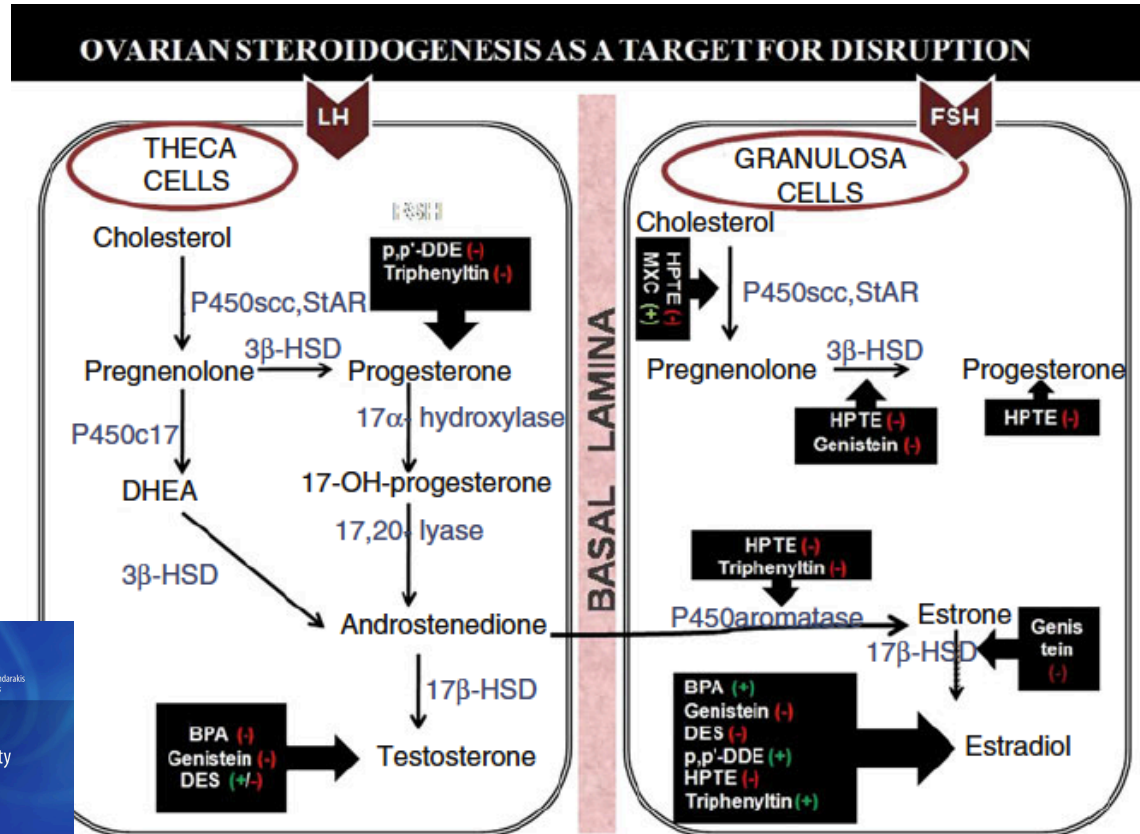 OVARIAN STEROIDOGENESIS AS A TARGET FOR DISRUPTION
LH
THECA
CELLS
Cholesterol
p,p'-DDE (-)
Triphenyltin (-)
P450scc,StAR
3β-HSD
Pregnenolone
Progesterone
P450c17
17α- hydroxylase
DHEA
17-OH-progesterone
17,20- lyase
3β-HSD
Androstenedione
17β-HSD
BPA (-)
Genistein (-)
DES (+/-)
Testosterone
BASAL LAMINA
FSH
GRANULOSA
CELLS
Cholesterol
HPTE (-)
MXC (+)
P450scc,StAR
3β-HSD
Pregnenolone
Progesterone
HPTE (-)
Genistein (-)
HPTE (-)
HPTE (-)
Triphenyltin (-)
P450aromatase
Estrone
17β-HSD
Genis
tein
(-)
BPA (+)
Genistein (-)
DES (-)
p,p'-DDE (+)
HPTE (-)
Triphenyltin (+)
Estradiol